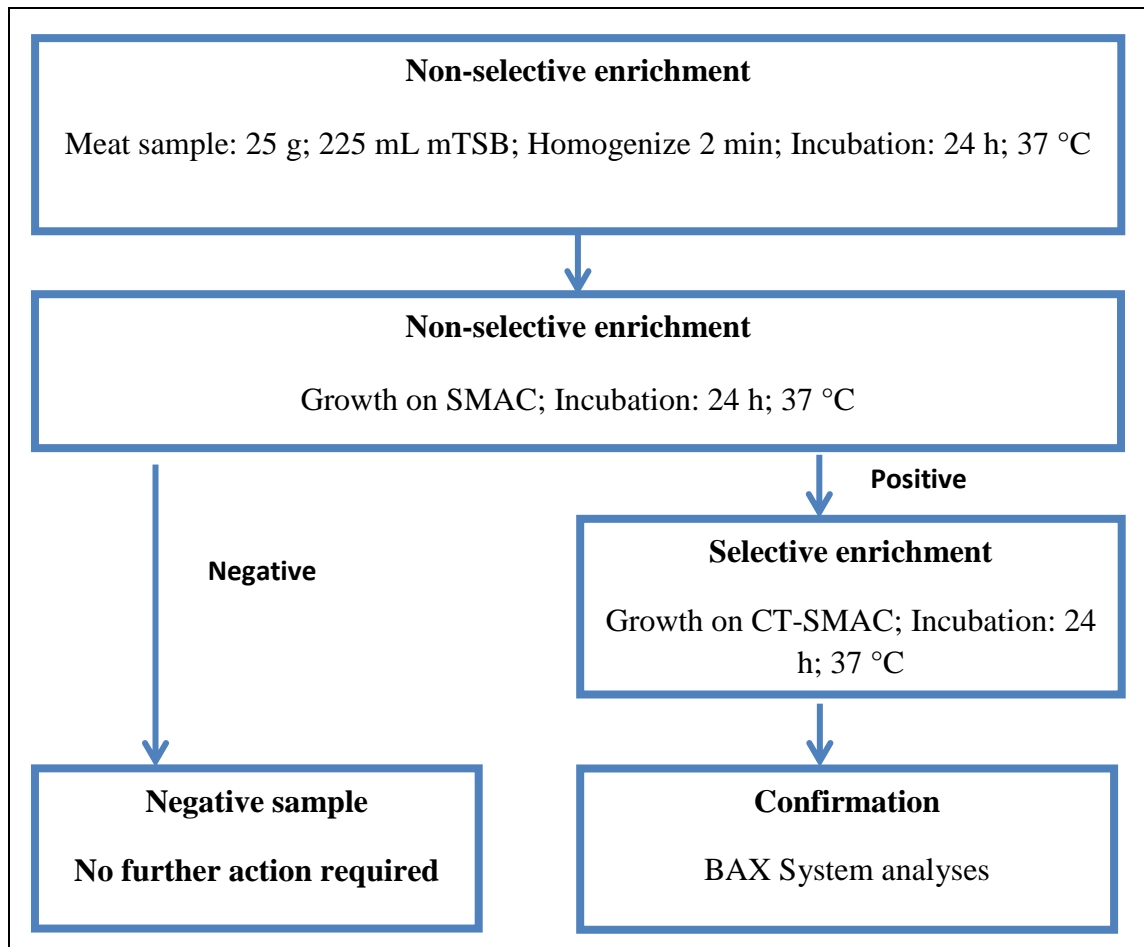 Non-selective enrichment
Meat sample: 25 g; 225 mL mTSB; Homogenize 2 min; Incubation: 24 h; 37 °C
Non-selective enrichment
Growth on SMAC; Incubation: 24 h; 37 °C
Positive
Negative
Selective enrichment
Growth on CT-SMAC; Incubation: 24
h; 37 °C
Negative sample
No further action required
Confirmation
BAX System analyses